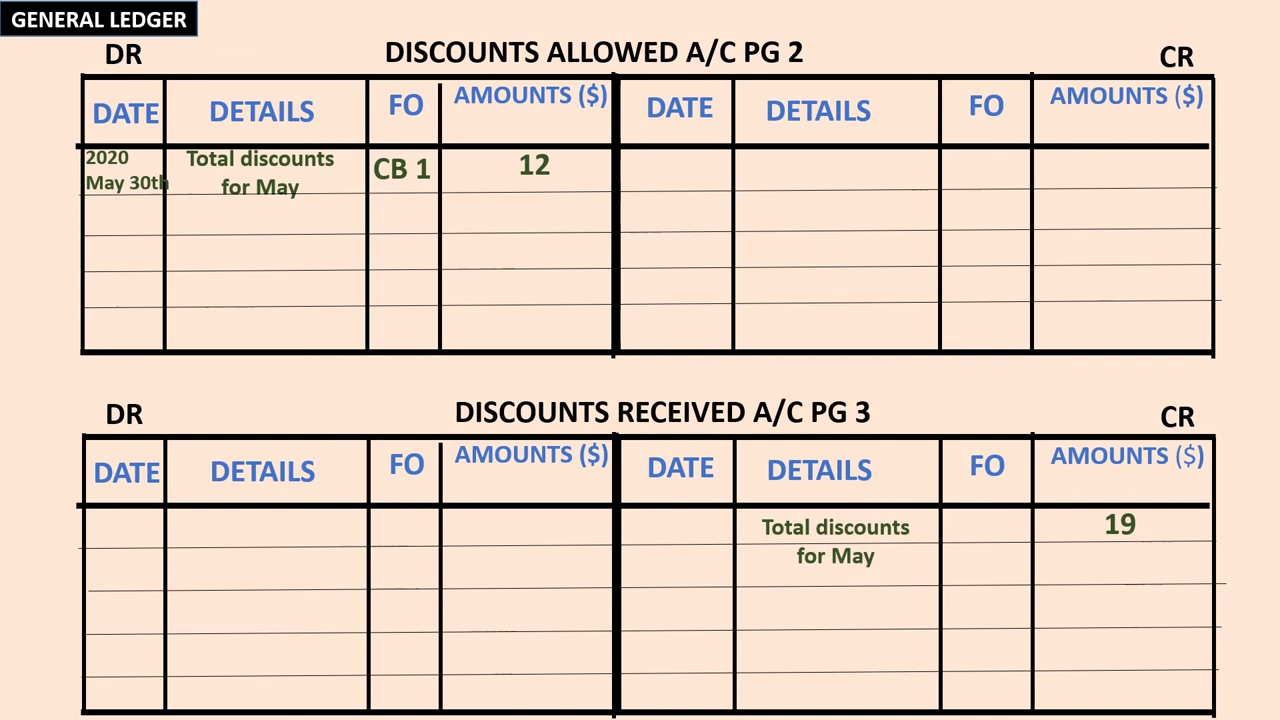 GENERAL LEDGER
DR DISCOUNTS ALLOWED A/C PG 2 CR
DATE DETAILS FO AMOUNTS ($) DATE DETAILS FO AMOUNTS ($)
2020 Total discounts CB 1 12
May 30th for May
DR DISCOUNTS RECEIVED A/C PG 3 CR
DATE DETAILS FO AMOUNTS ($) DATE DETAILS FO AMOUNTS ($)
Total discounts 19
for May